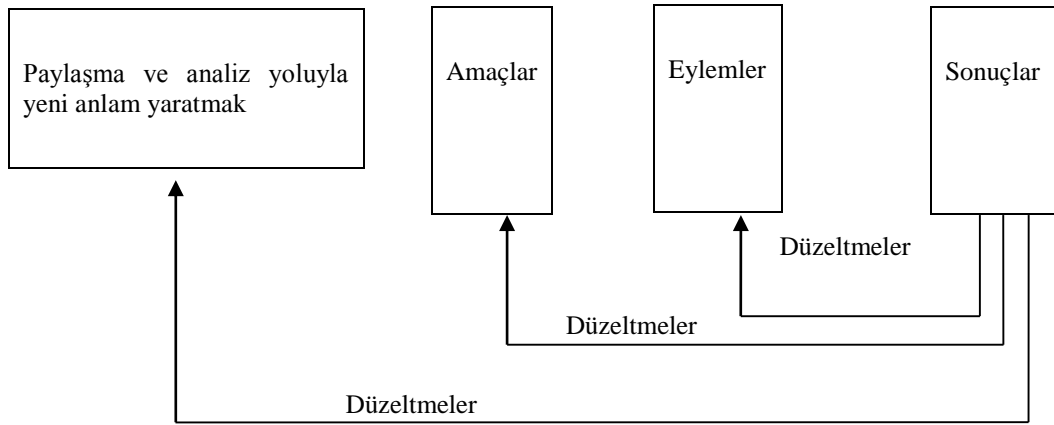 Paylaşma ve analiz yoluyla
yeni anlam yaratmak
Amaçlar
Eylemler
Sonuçlar
Düzeltmeler
Düzeltmeler
Düzeltmeler